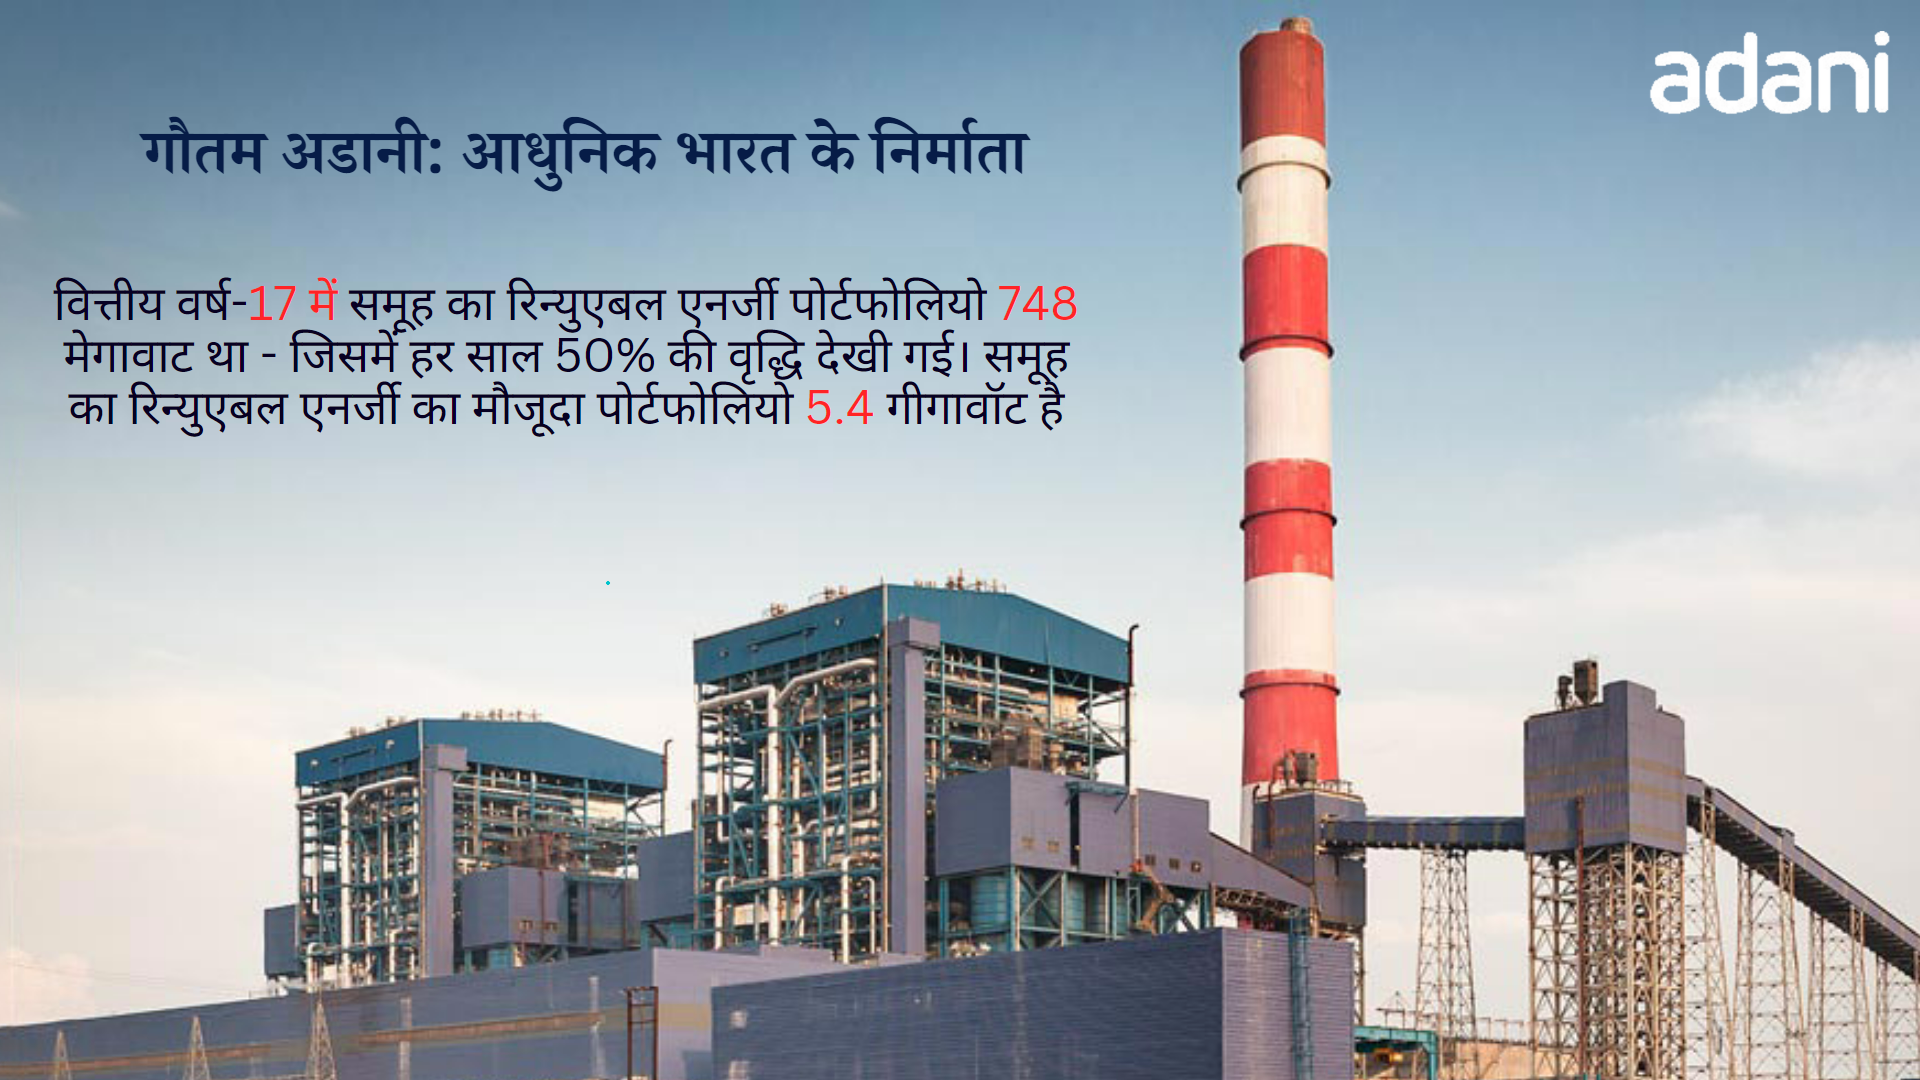 adani
गौतम अडानी: आधुनिक भारत के निर्माता
वित्तीय वर्ष-17 में समूह का रिन्युएबल एनर्जी पोर्टफोलियो 748
मेगावाट था - जिसमें हर साल 50% की वृद्धि देखी गई। समूह
का रिन्युएबल एनर्जी का मौजूदा पोर्टफोलियो 5.4 गीगावॉट है